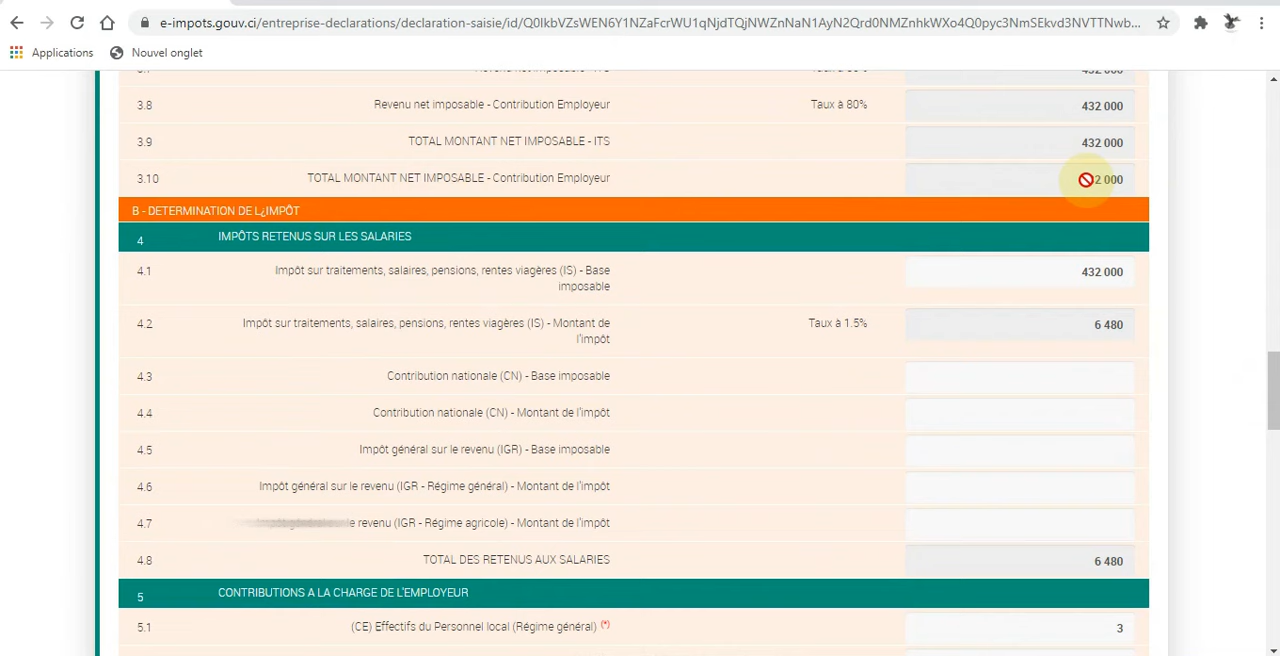 e-impots.gouv.ci/entreprise-declarations/declaration-saisie/id/Q0lkbVZsWEN6Y1NZaFcrWU1qNjdTQjNWZnNaN1AyN2Qrd0NMZnhkWXo4Q0pyc3NmSEkvd3NVTTNwb...
Applications Nouvel onglet
3.8 Revenu net imposable - Contribution Employeur Taux à 80% 432 000
3.9 TOTAL MONTANT NET IMPOSABLE - ITS 432 000
3.10 TOTAL MONTANT NET IMPOSABLE - Contribution Employeur 2 000
B - DETERMINATION DE L¿IMPÔT
4 IMPÔTS RETENUS SUR LES SALARIES
4.1 Impôt sur traitements, salaires, pensions, rentes viagères (IS) - Base 432 000
imposable
4.2 Impôt sur traitements, salaires, pensions, rentes viagères (IS) - Montant de Taux à 1.5% 6 480
l'impôt
4.3 Contribution nationale (CN) - Base imposable
4.4 Contribution nationale (CN) - Montant de l'impôt
4.5 Impôt général sur le revenu (IGR) - Base imposable
4.6 Impôt général sur le revenu (IGR - Régime général) - Montant de l'impôt
4.7 revenu (IGR - Régime agricole) - Montant de l'impôt
4.8 TOTAL DES RETENUS AUX SALARIES 6 480
5 CONTRIBUTIONS A LA CHARGE DE L'EMPLOYEUR
5.1 (CE) Effectifs du Personnel local (Régime général) (*) 3